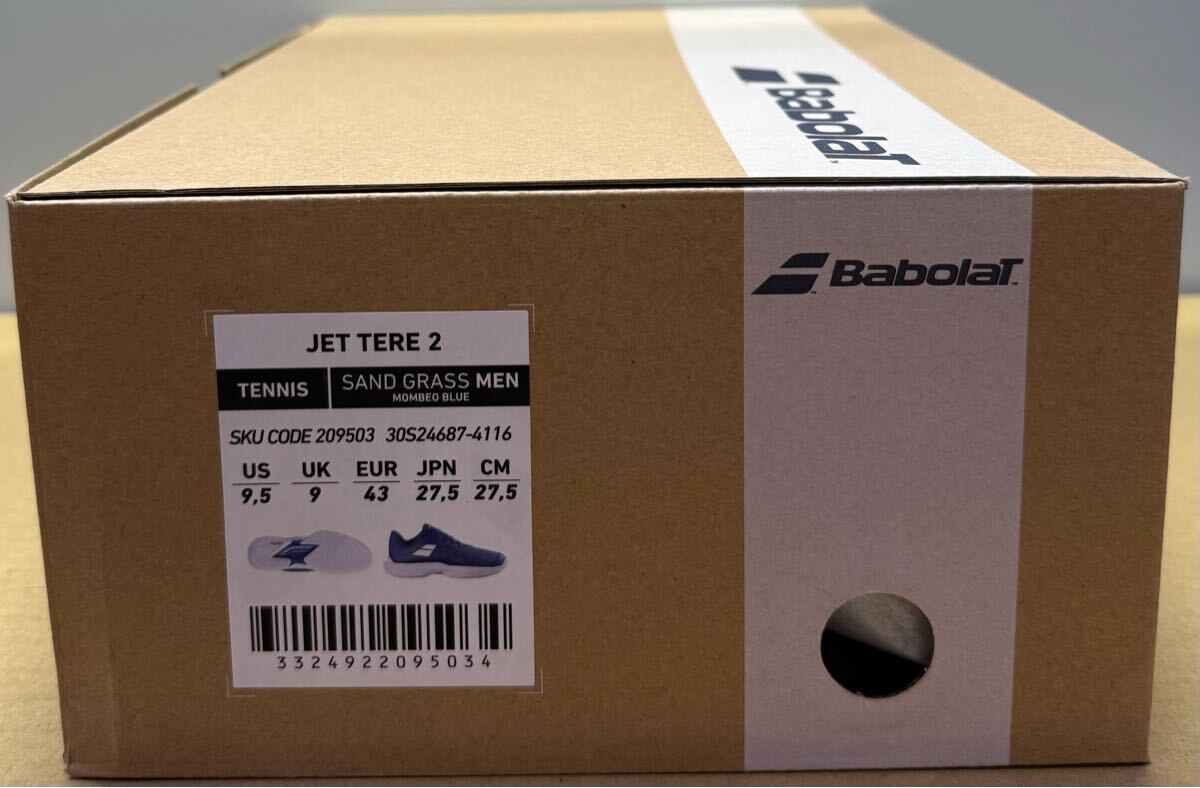 BabolaT
BabolaT
JET TERE 2
TENNIS SAND GRASS MEN
MOMBEO BLUE
SKU CODE 209503 30S24687-4116
US UK EUR JPN CM
9,5 9 43 27,5 27,5
3324922095034